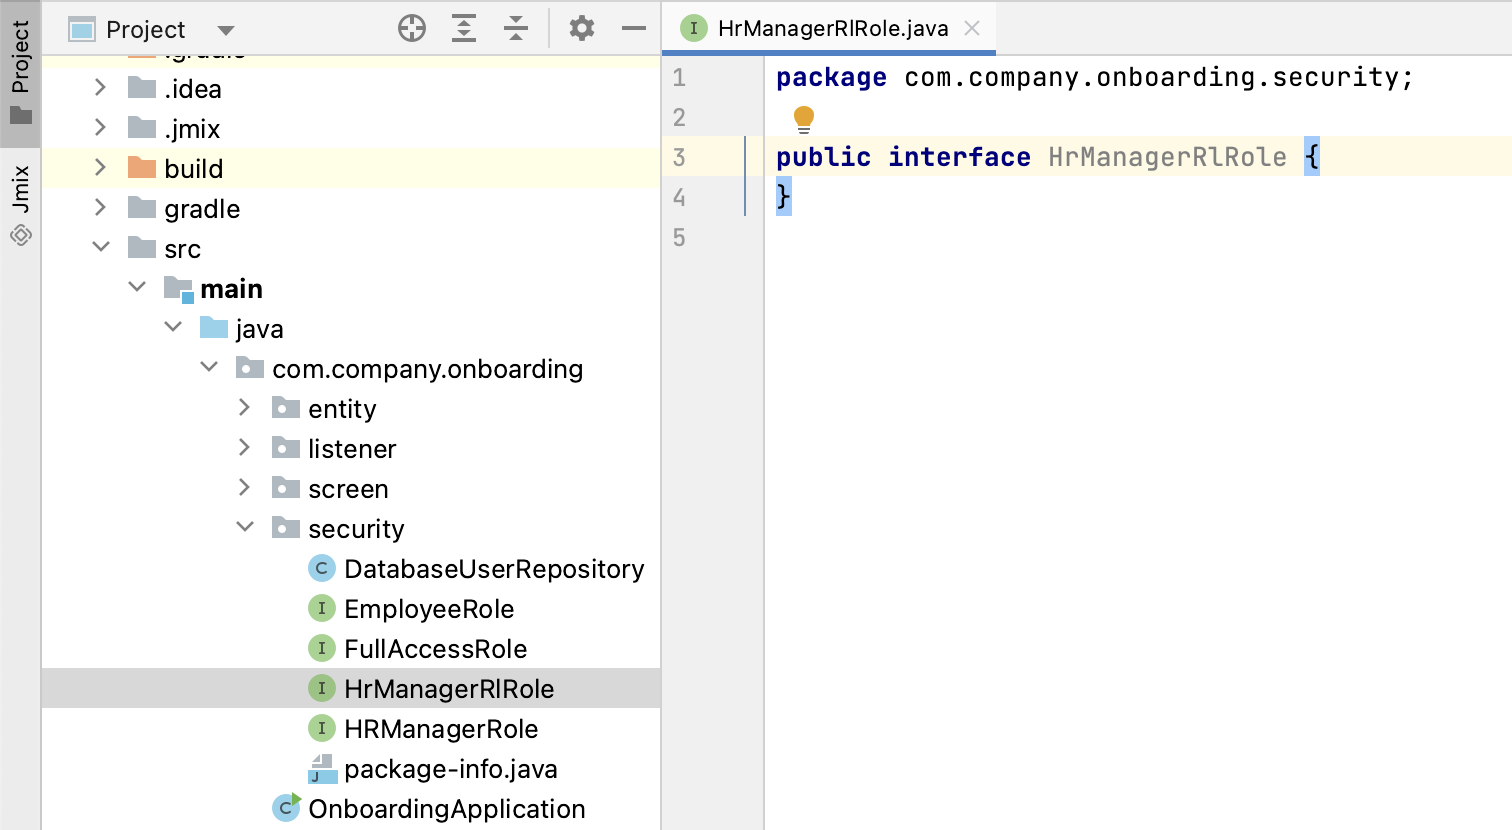 Project
Jmix
Project
.gradle
.idea
.jmix
build
gradle
src
main
java
com.company.onboarding
entity
listener
screen
security
C DatabaseUserRepository
I EmployeeRole
I FullAccessRole
I HrManagerRlRole
I HRManagerRole
J package-info.java
C OnboardingApplication
I HrManagerRlRole.java
1 package com.company.onboarding.security;
2
3 public interface HrManagerRlRole {
4 }
5